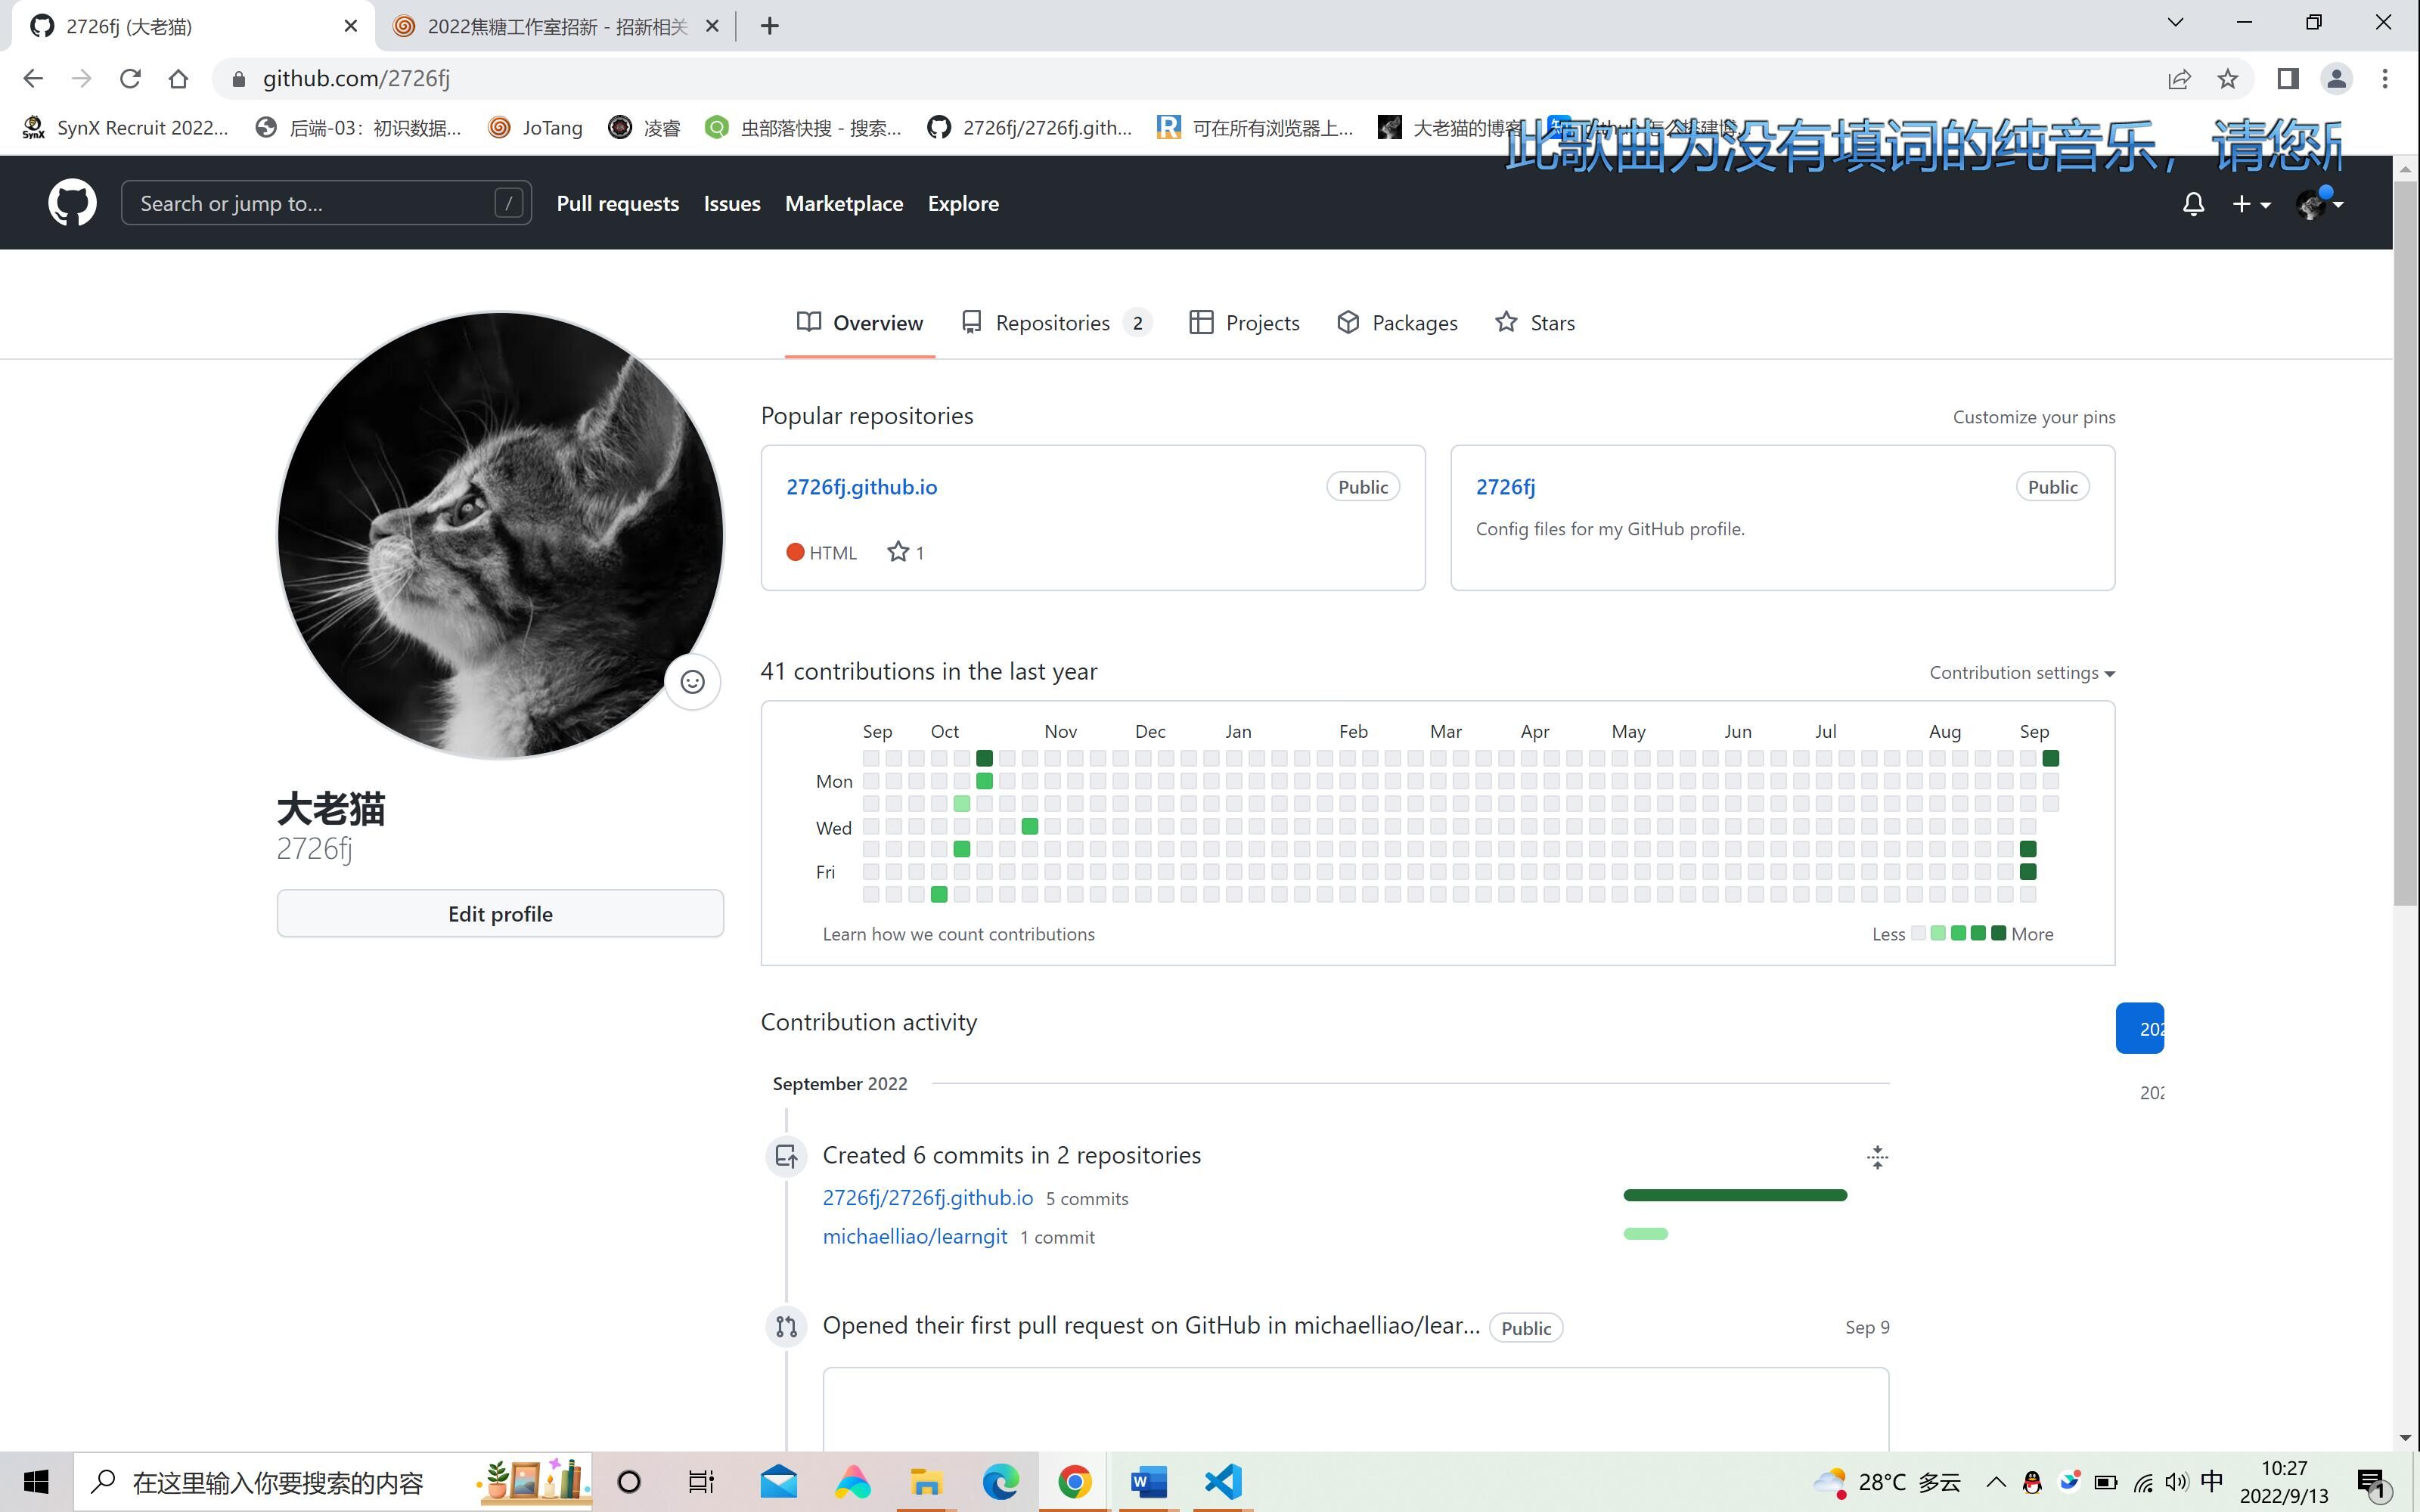 2726fj (大老猫)
2022焦糖工作室招新 - 招新相关
github.com/2726fj
SynX Recruit 2022...
后端-03：初识数据...
JoTang
凌睿
虫部落快搜 - 搜索...
2726fj/2726fj.gith...
可在所有浏览器上...
大老猫的博客
此歌曲为没有填词的纯音乐，请您
Search or jump to...
/
Pull requests
Issues
Marketplace
Explore
Overview
Repositories 2
Projects
Packages
Stars
Popular repositories
Customize your pins
2726fj.github.io
Public
HTML
1
2726fj
Public
Config files for my GitHub profile.
大老猫
2726fj
Edit profile
41 contributions in the last year
Contribution settings
Sep Oct Nov Dec Jan Feb Mar Apr May Jun Jul Aug Sep
Mon
Wed
Fri
Learn how we count contributions
Less
More
Contribution activity
202
202
September 2022
Created 6 commits in 2 repositories
2726fj/2726fj.github.io 5 commits
michaelliao/learngit 1 commit
Opened their first pull request on GitHub in michaelliao/lear...
Public
Sep 9
在这里输入你要搜索的内容
28°C 多云
中
10:27
2022/9/13
1